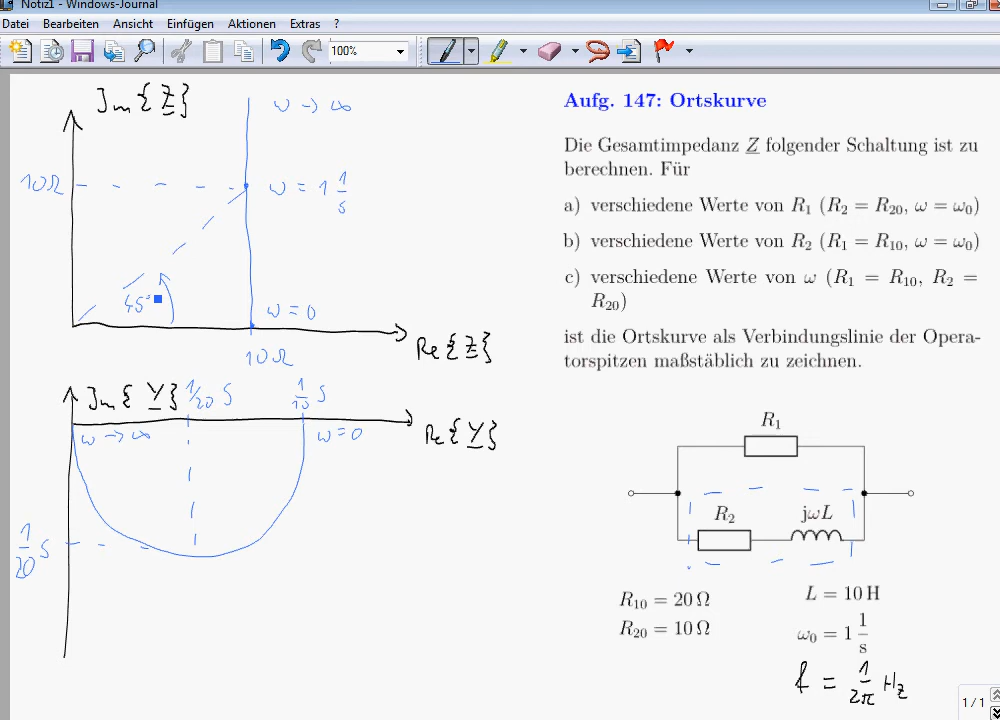 Notiz1 - Windows-Journal
Datei Bearbeiten Ansicht Einfügen Aktionen Extras ?
100%
Im{Z}
ω → ∞
10Ω
ω = 1 1/s
45°
ω = 0
Re{Z}
10Ω
Im{Y}
1/20 S
1/10 S
ω → ∞
ω = 0
Re{Y}
1/20 S
Aufg. 147: Ortskurve
Die Gesamtimpedanz Z folgender Schaltung ist zu
berechnen. Für
a) verschiedene Werte von R₁ (R₂ = R₂₀, ω = ω₀)
b) verschiedene Werte von R₂ (R₁ = R₁₀, ω = ω₀)
c) verschiedene Werte von ω (R₁ = R₁₀, R₂ =
R₂₀)
ist die Ortskurve als Verbindungslinie der Opera-
torspitzen maßstäblich zu zeichnen.
R₁
R₂ jωL
R₁₀ = 20 Ω L = 10 H
R₂₀ = 10 Ω ω₀ = 1 1/s
f = 1/2π Hz
1 / 1